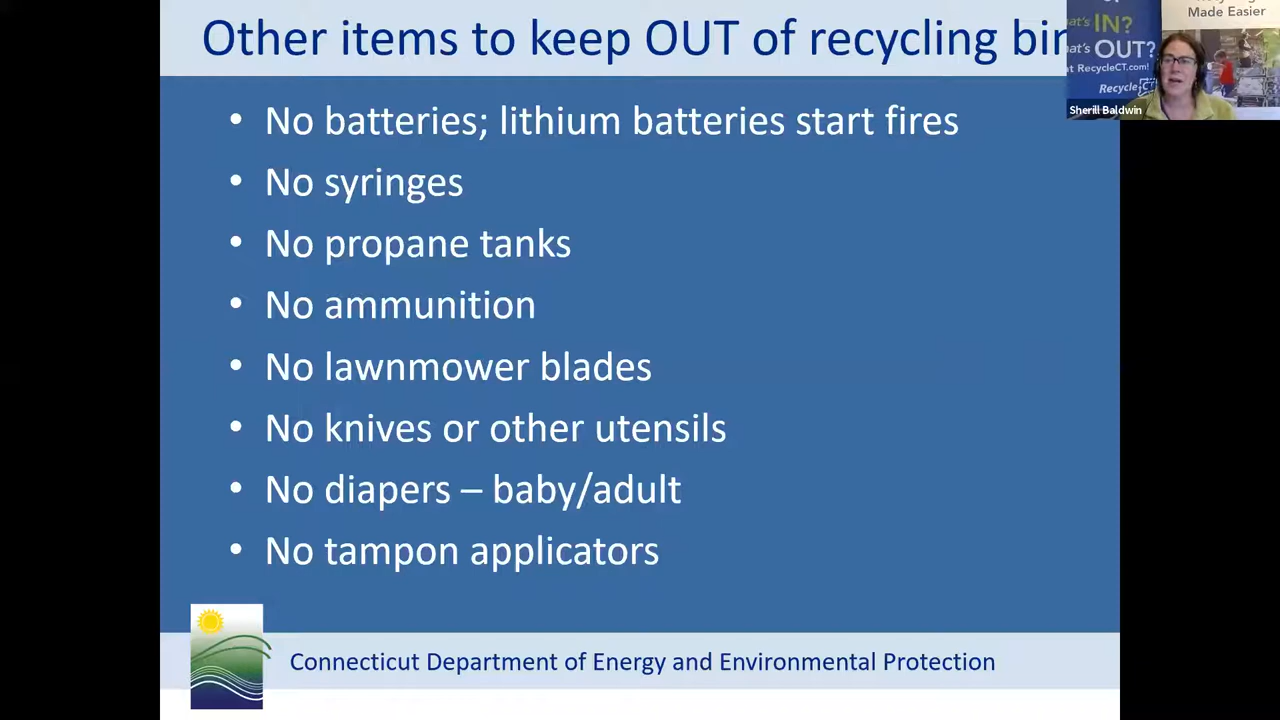 Other items to keep OUT of recycling bin
• No batteries; lithium batteries start fires
• No syringes
• No propane tanks
• No ammunition
• No lawnmower blades
• No knives or other utensils
• No diapers – baby/adult
• No tampon applicators
Connecticut Department of Energy and Environmental Protection
IN?
OUT?
at RecycleCT.com!
RecycleCT
Made Easier
Sherill Baldwin